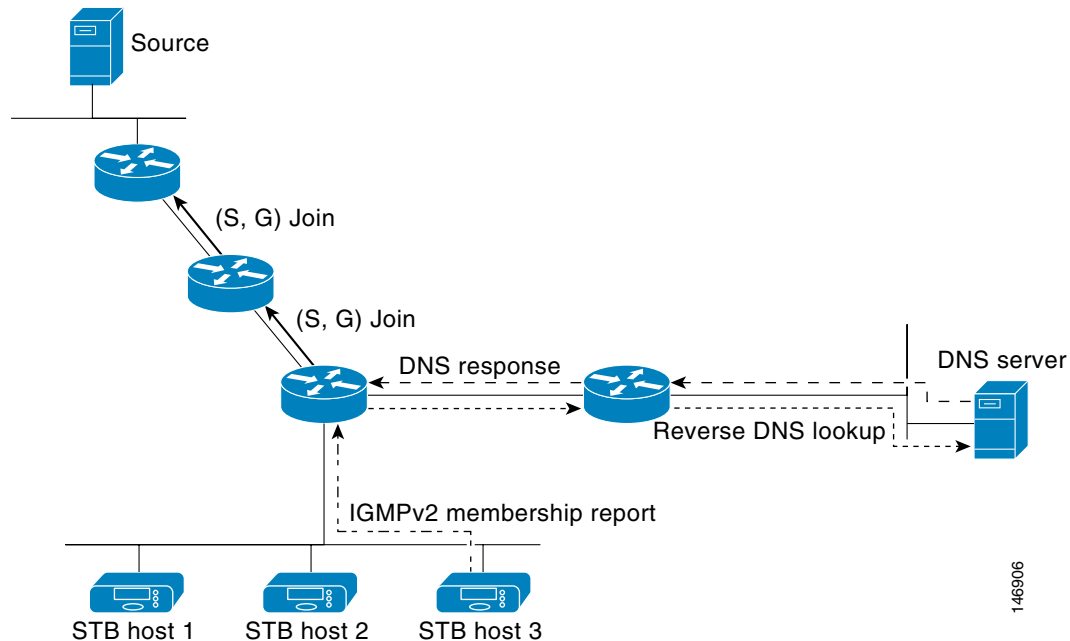 Source
(S, G) Join
(S, G) Join
DNS response
DNS server
Reverse DNS lookup
IGMPv2 membership report
STB host 1
STB host 2
STB host 3
146906